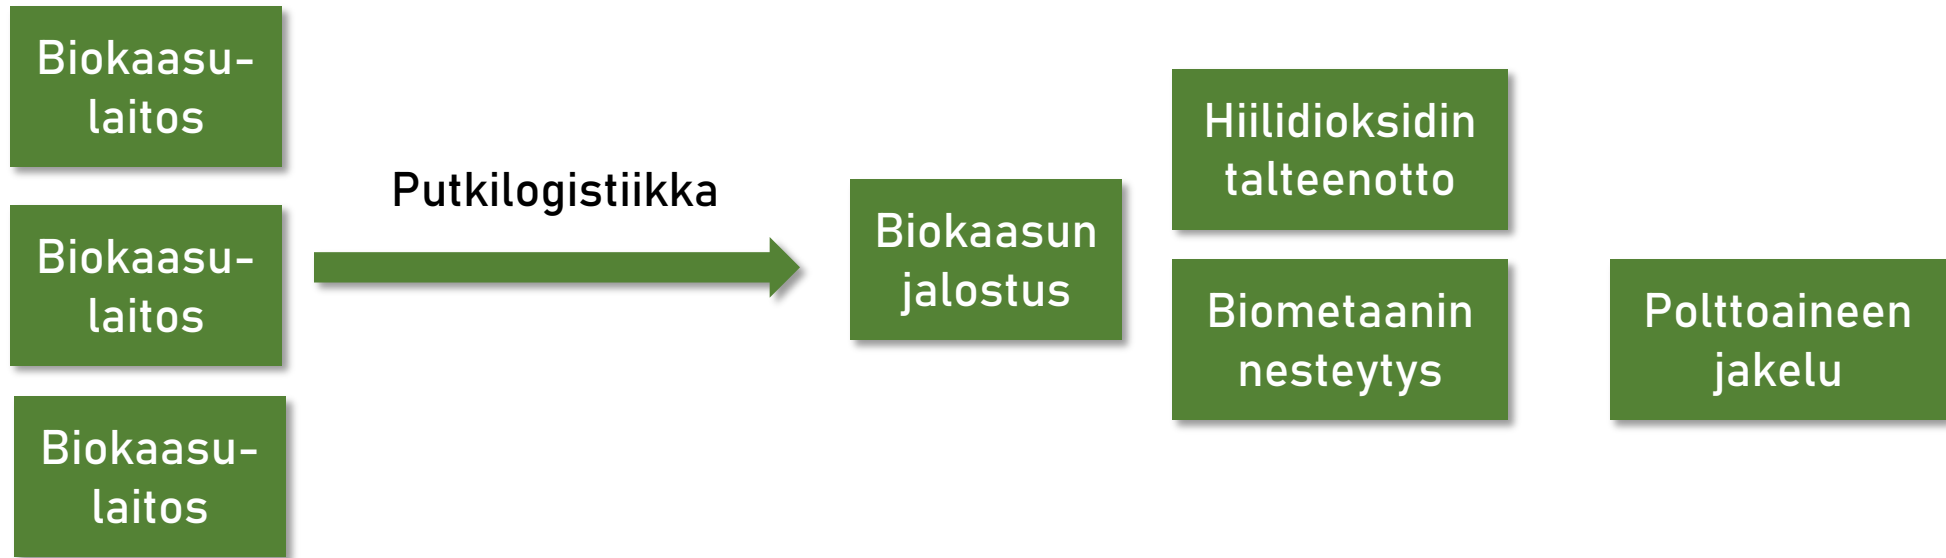 Biokaasu-
laitos
Biokaasu-
laitos
Biokaasu-
laitos
Putkilogistiikka
Biokaasun
jalostus
Hiilidioksidin
talteenotto
Biometaanin
nesteytys
Polttoaineen
jakelu